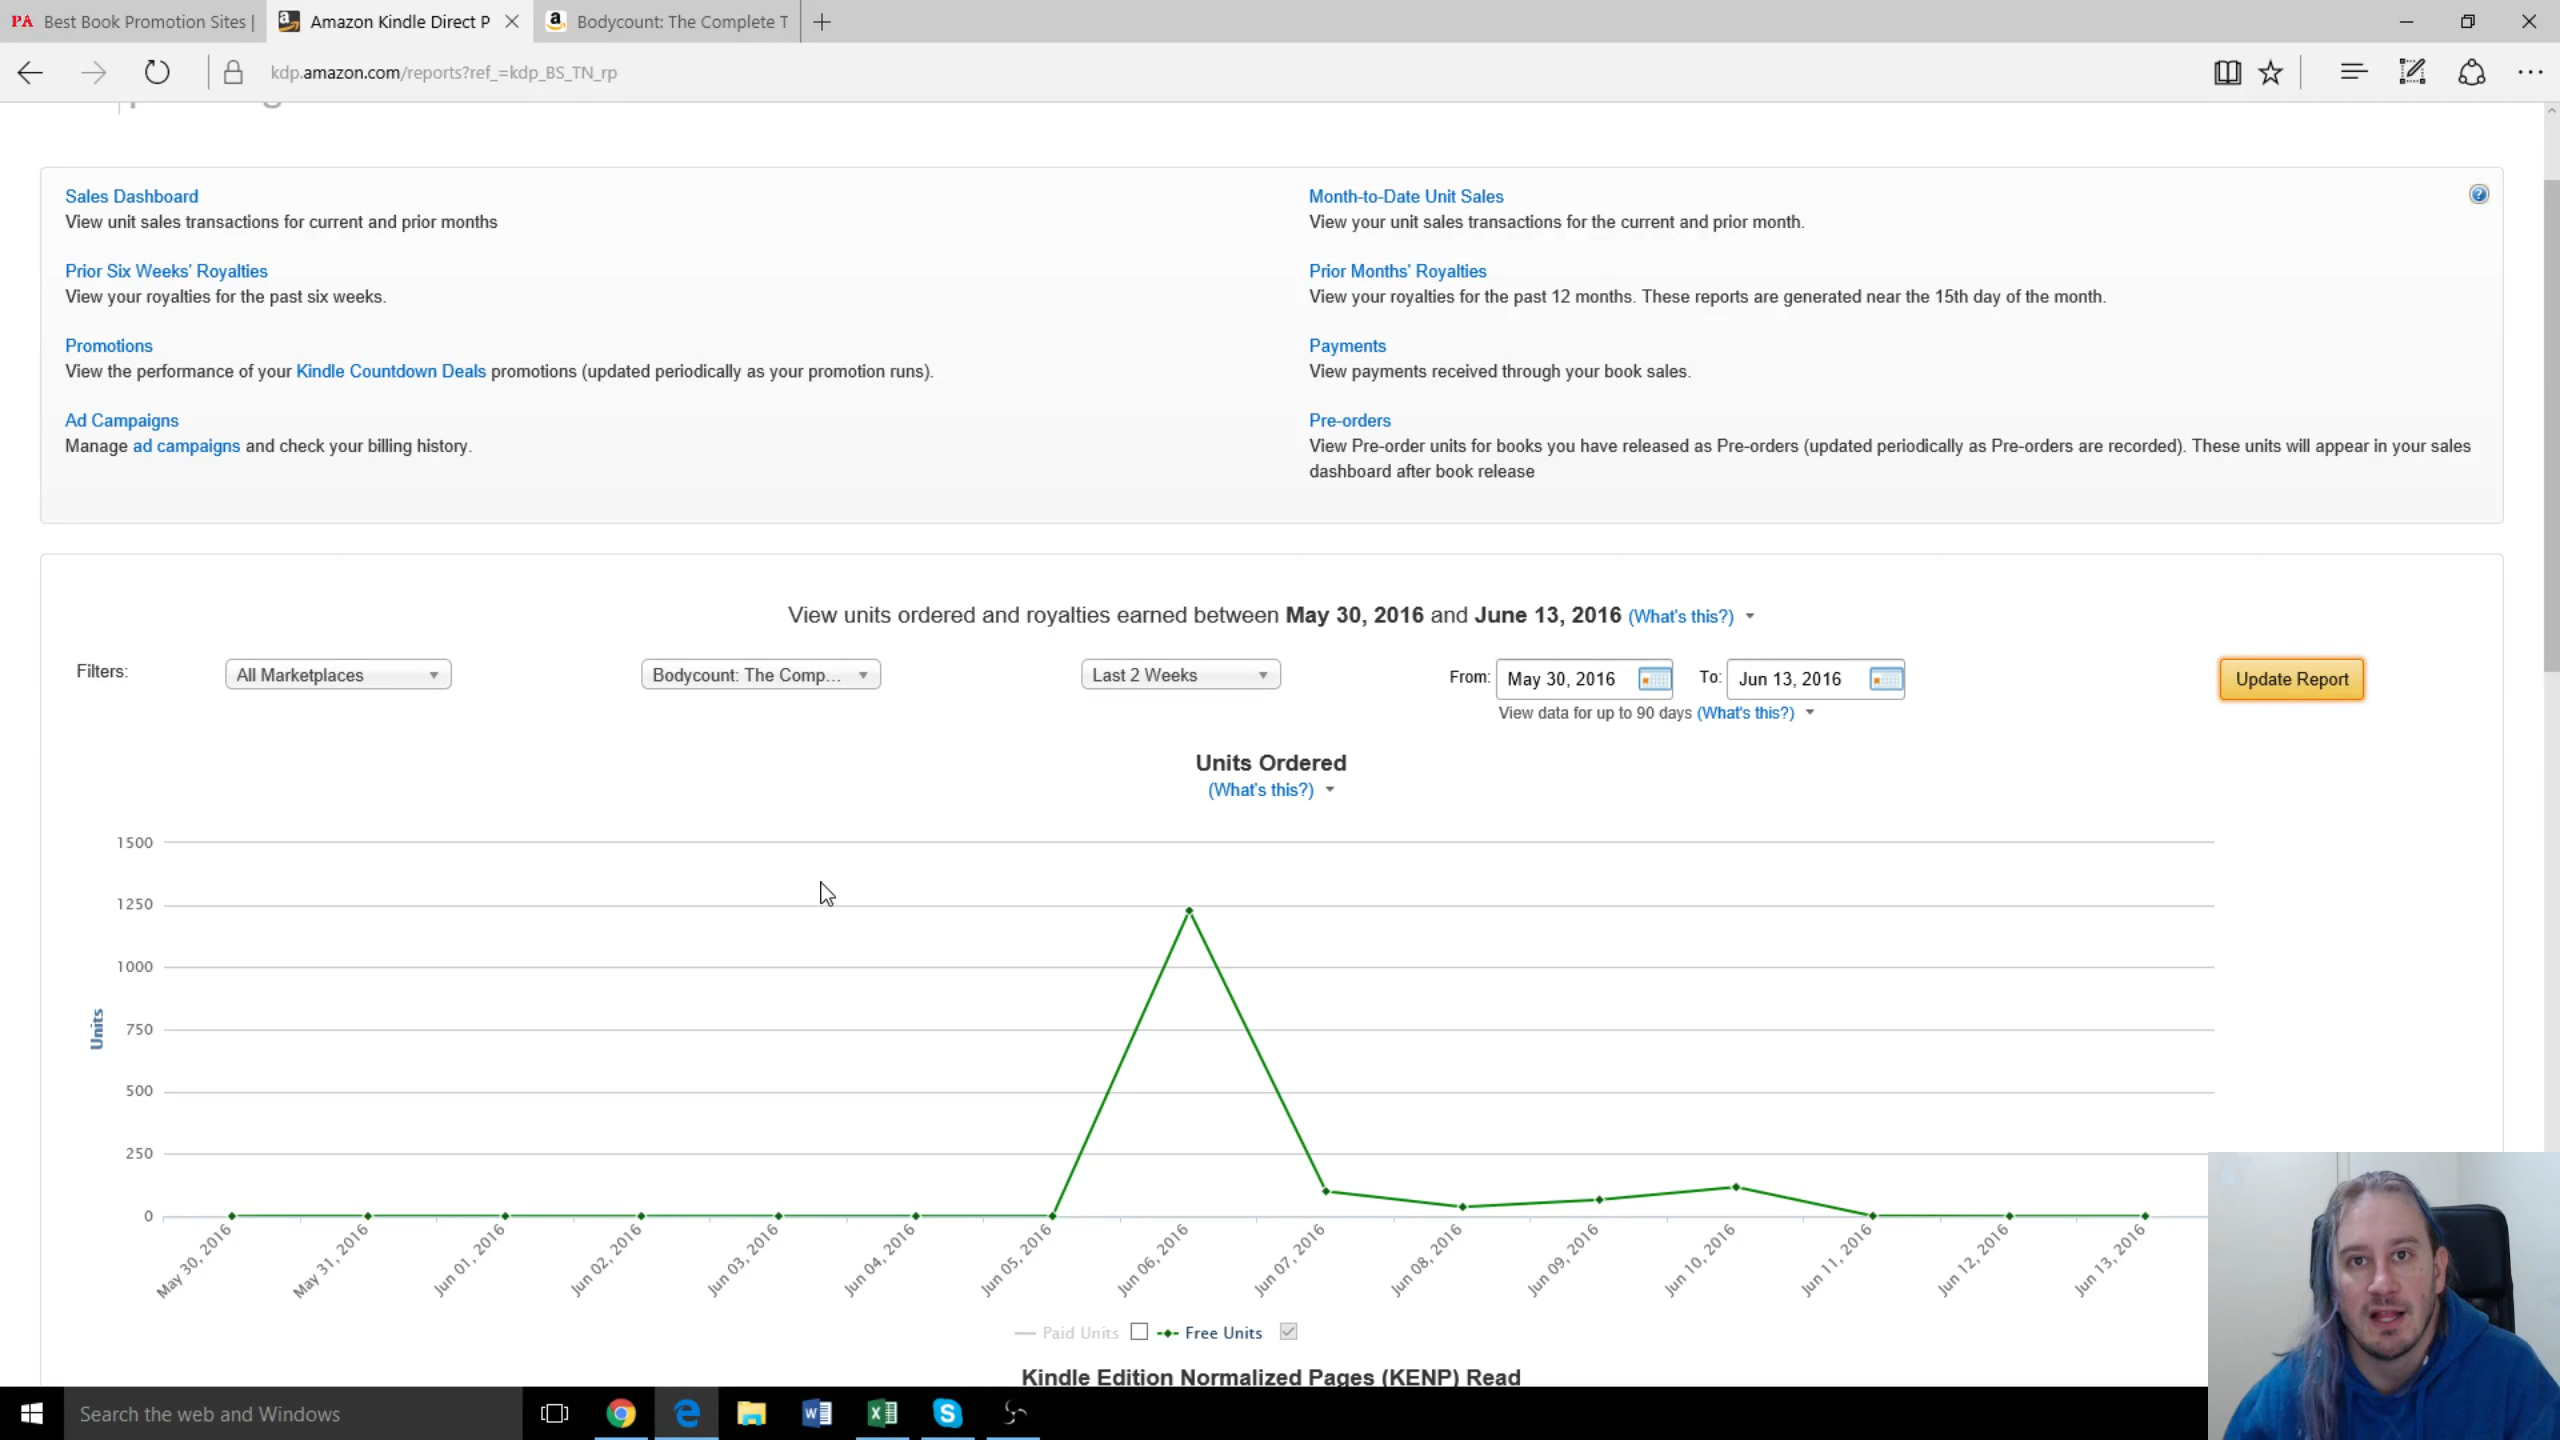 PA Best Book Promotion Sites |
Amazon Kindle Direct P
Bodycount: The Complete T
kdp.amazon.com/reports?ref_=kdp_BS_TN_rp
Sales Dashboard
View unit sales transactions for current and prior months
Month-to-Date Unit Sales
View your unit sales transactions for the current and prior month.
Prior Six Weeks' Royalties
View your royalties for the past six weeks.
Prior Months' Royalties
View your royalties for the past 12 months. These reports are generated near the 15th day of the month.
Promotions
View the performance of your Kindle Countdown Deals promotions (updated periodically as your promotion runs).
Payments
View payments received through your book sales.
Ad Campaigns
Manage ad campaigns and check your billing history.
Pre-orders
View Pre-order units for books you have released as Pre-orders (updated periodically as Pre-orders are recorded). These units will appear in your sales
dashboard after book release
View units ordered and royalties earned between May 30, 2016 and June 13, 2016 (What's this?)
Filters:
All Marketplaces
Bodycount: The Comp...
Last 2 Weeks
From: May 30, 2016
To: Jun 13, 2016
Update Report
View data for up to 90 days (What's this?)
Units Ordered
(What's this?)
1500
1250
1000
750
500
250
0
Units
May 30, 2016
May 31, 2016
Jun 01, 2016
Jun 02, 2016
Jun 03, 2016
Jun 04, 2016
Jun 05, 2016
Jun 06, 2016
Jun 07, 2016
Jun 08, 2016
Jun 09, 2016
Jun 10, 2016
Jun 11, 2016
Jun 12, 2016
Jun 13, 2016
Paid Units
Free Units
Kindle Edition Normalized Pages (KENP) Read
Search the web and Windows